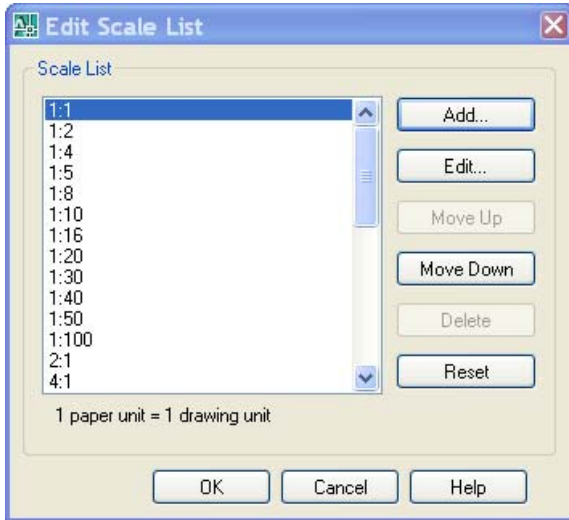 Edit Scale List
Scale List
1:1
1:2
1:4
1:5
1:8
1:10
1:16
1:20
1:30
1:40
1:50
1:100
2:1
4:1
Add...
Edit...
Move Up
Move Down
Delete
Reset
1 paper unit = 1 drawing unit
OK Cancel Help